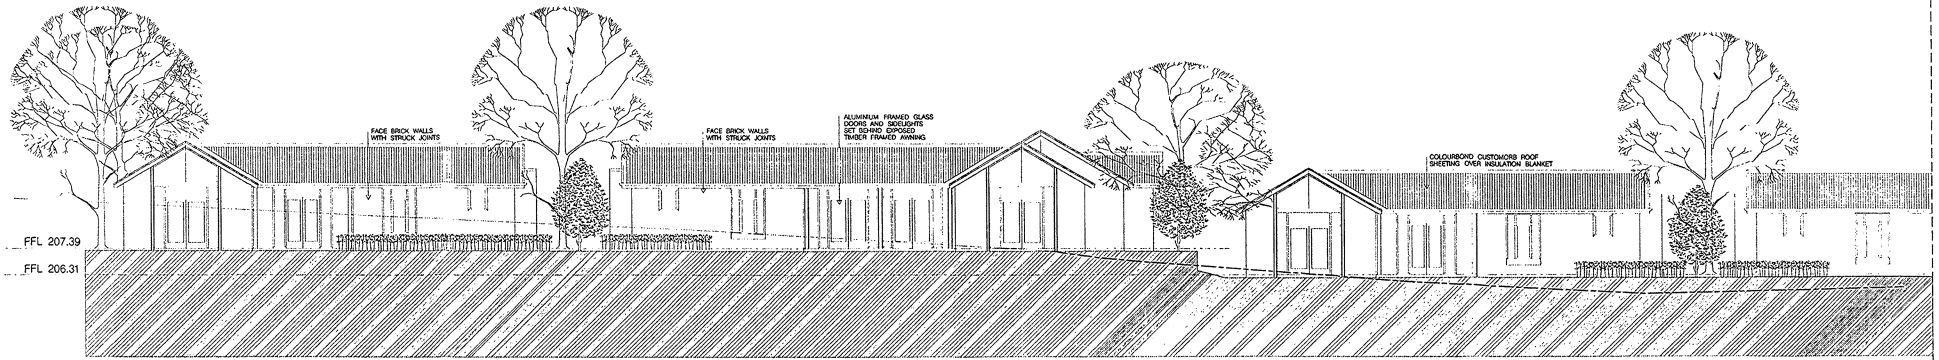 FACE BRICK WALLS
WITH STRUCK JOINTS
FACE BRICK WALLS
WITH STRUCK JOINTS
ALUMINIUM FRAMED GLASS
DOORS AND SIDELIGHTS
SET BEHIND EXPOSED
TIMBER FRAMED AWNING
COLOURBOND CUSTOMORB ROOF
SHEETING OVER INSULATION BLANKET
FFL 207.39
FFL 206.31